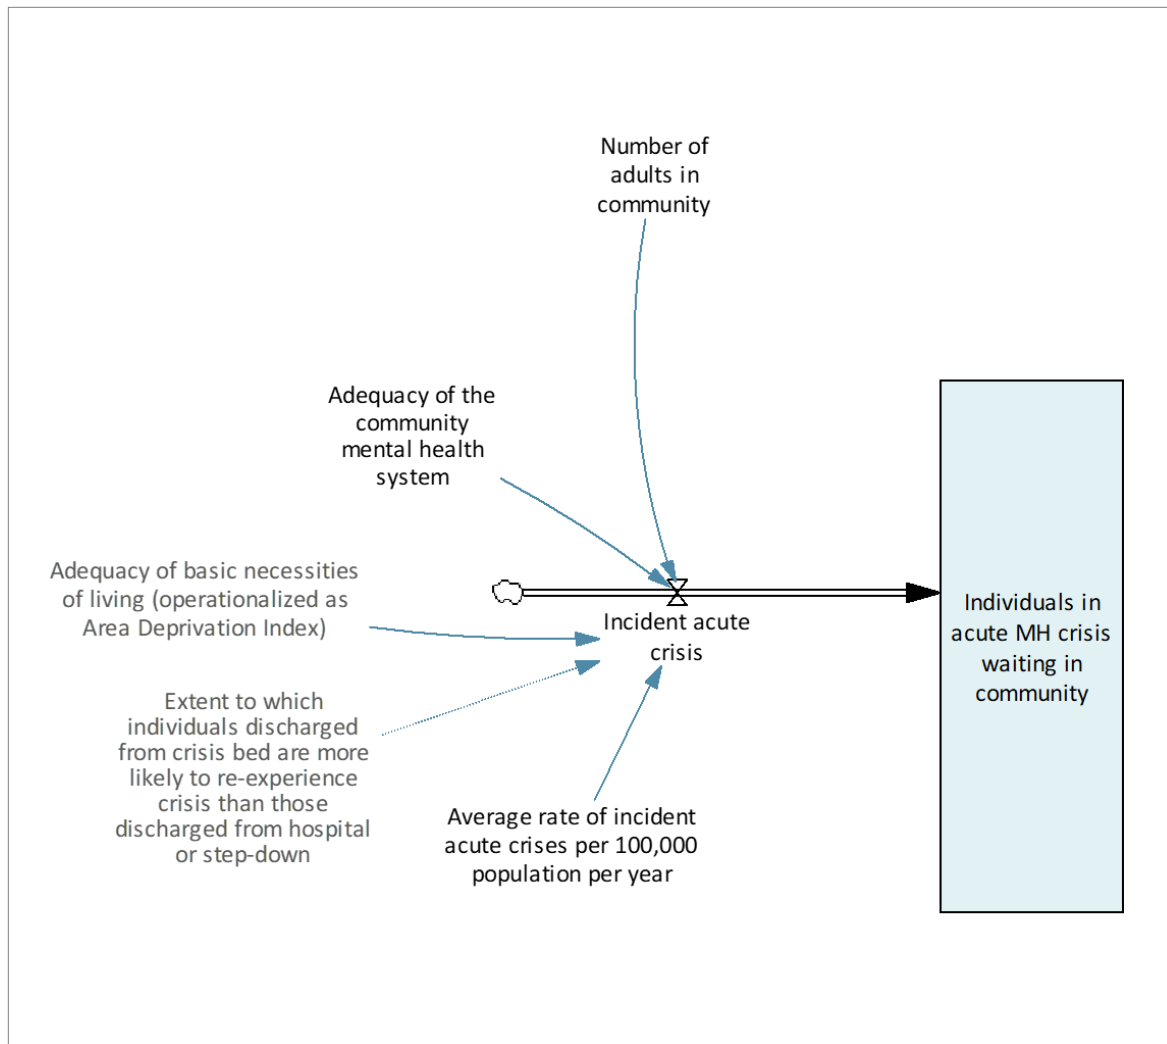 Number of
adults in
community
Adequacy of the
community
mental health
system
Adequacy of basic necessities
of living (operationalized as
Area Deprivation Index)
Incident acute
crisis
Individuals in
acute MH crisis
waiting in
community
Extent to which
individuals discharged
from crisis bed are more
likely to re-experience
crisis than those
discharged from hospital
or step-down
Average rate of incident
acute crises per 100,000
population per year